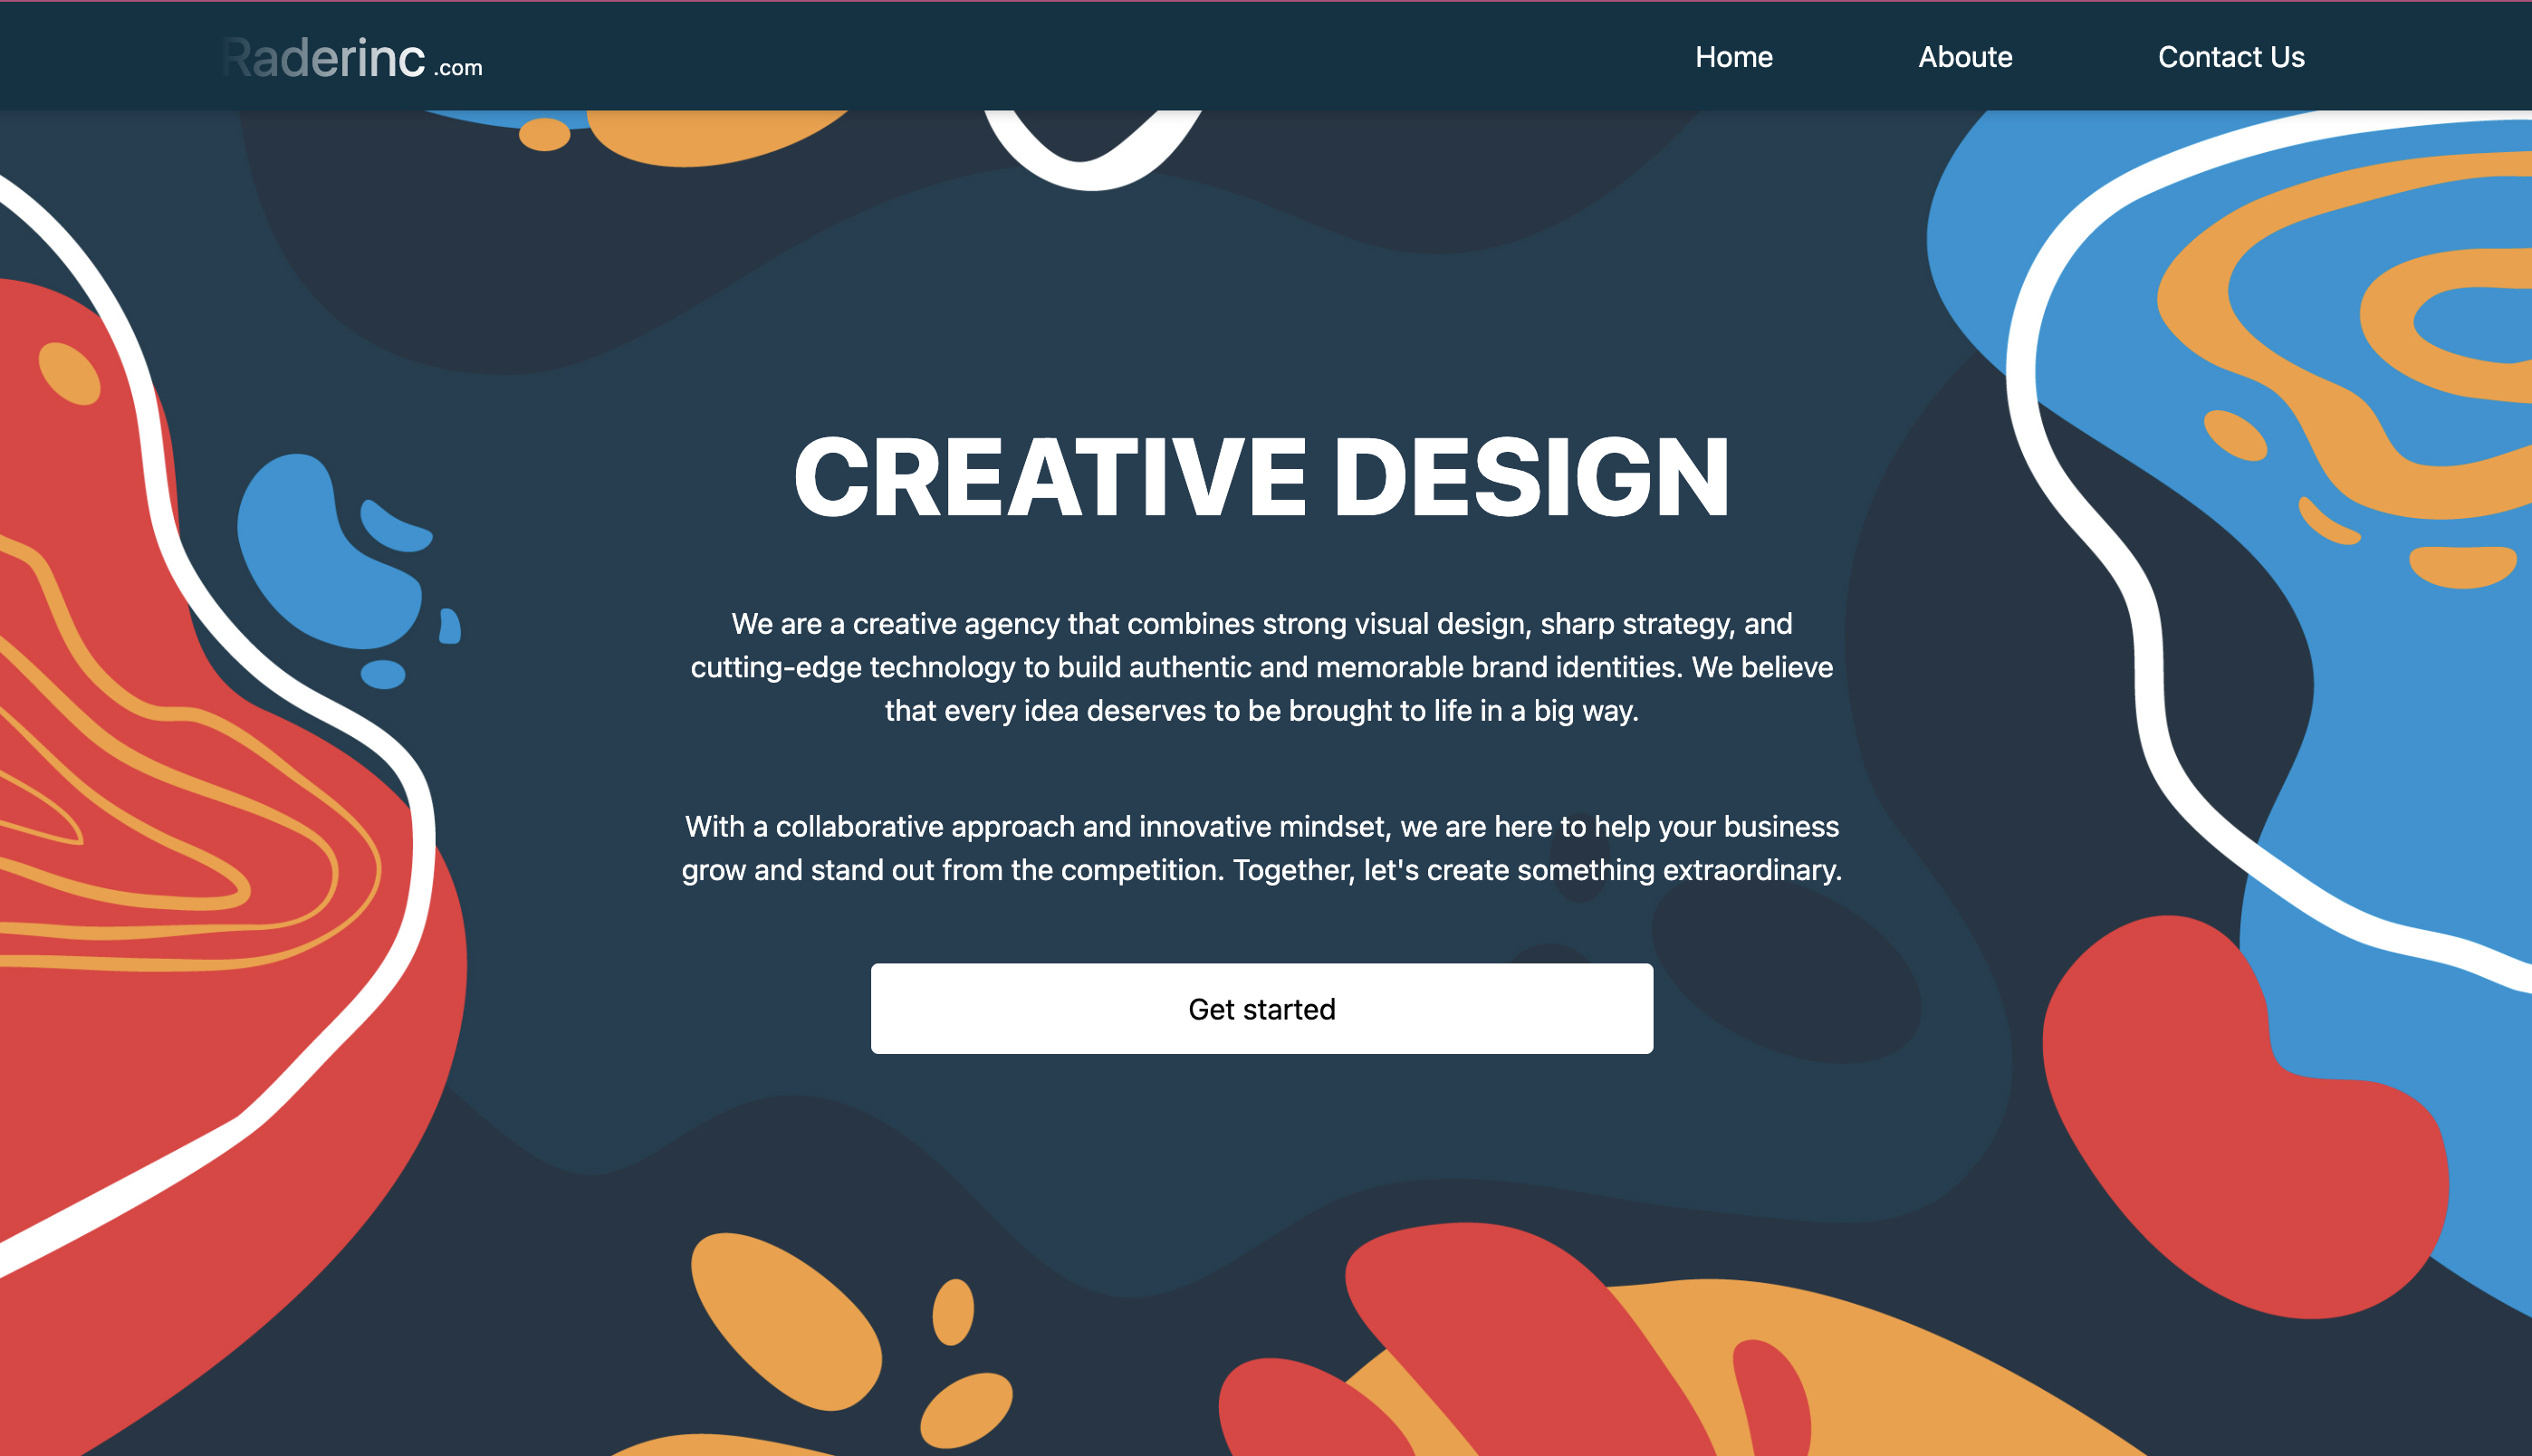 Raderinc .com
Home
Aboute
Contact Us
CREATIVE DESIGN
We are a creative agency that combines strong visual design, sharp strategy, and
cutting-edge technology to build authentic and memorable brand identities. We believe
that every idea deserves to be brought to life in a big way.
With a collaborative approach and innovative mindset, we are here to help your business
grow and stand out from the competition. Together, let's create something extraordinary.
Get started